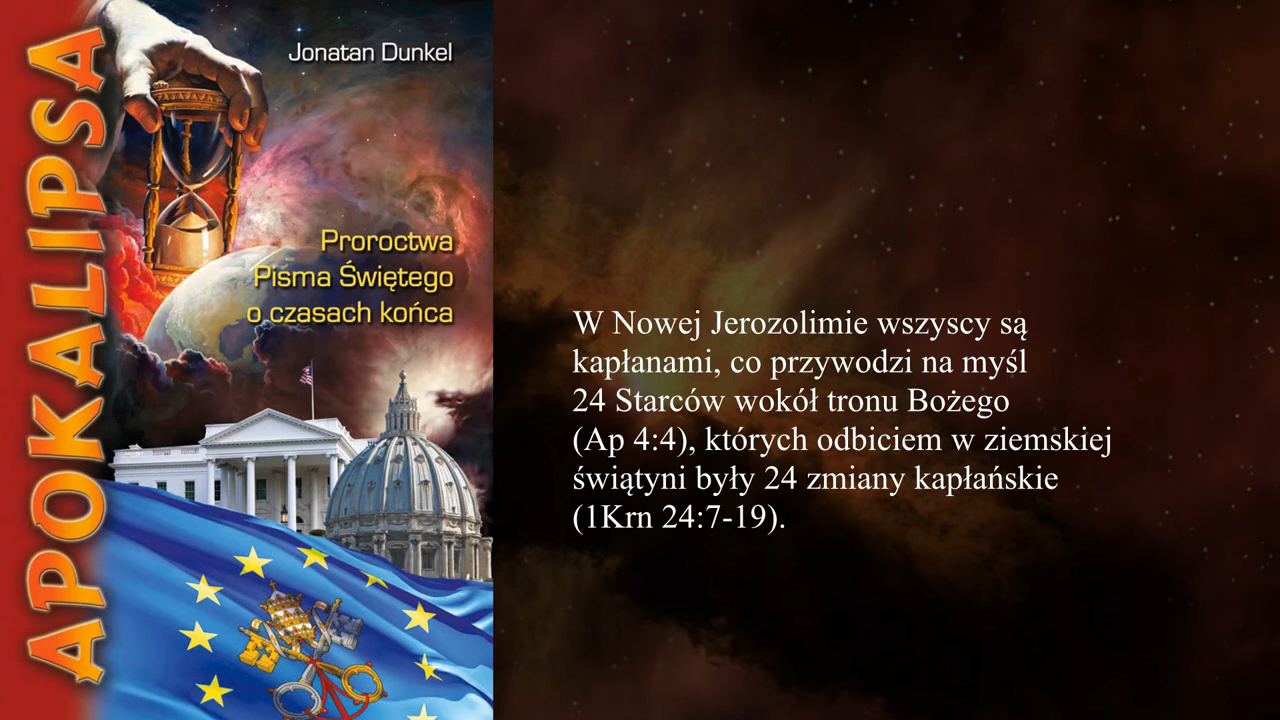 APOKALIPSA
Jonatan Dunkel
Proroctwa
Pisma Świętego
o czasach końca
W Nowej Jerozolimie wszyscy są
kapłanami, co przywodzi na myśl
24 Starców wokół tronu Bożego
(Ap 4:4), których odbiciem w ziemskiej
świątyni były 24 zmiany kapłańskie
(1Krn 24:7-19).